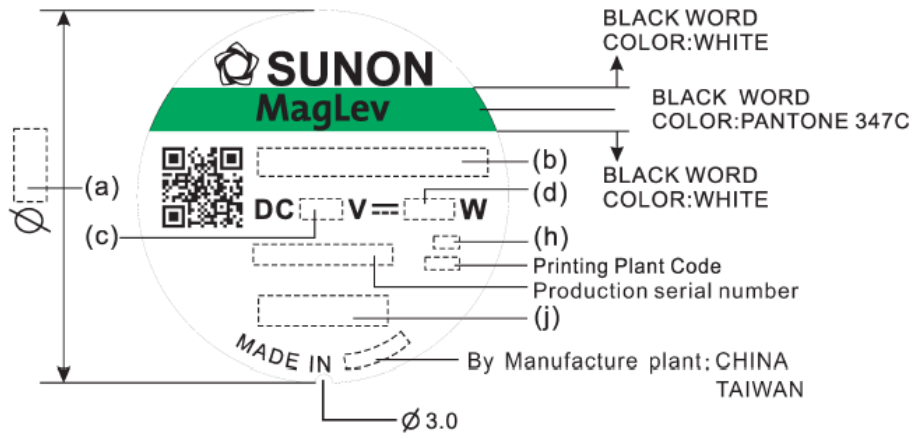 BLACK WORD
COLOR:WHITE
SUNON
MagLev
BLACK WORD
COLOR:PANTONE 347C
(b)
BLACK WORD
COLOR:WHITE
(a)
(d)
DC V W
(c)
(h)
Printing Plant Code
Production serial number
(j)
MADE IN
By Manufacture plant: CHINA
TAIWAN
Ø
Ø 3.0